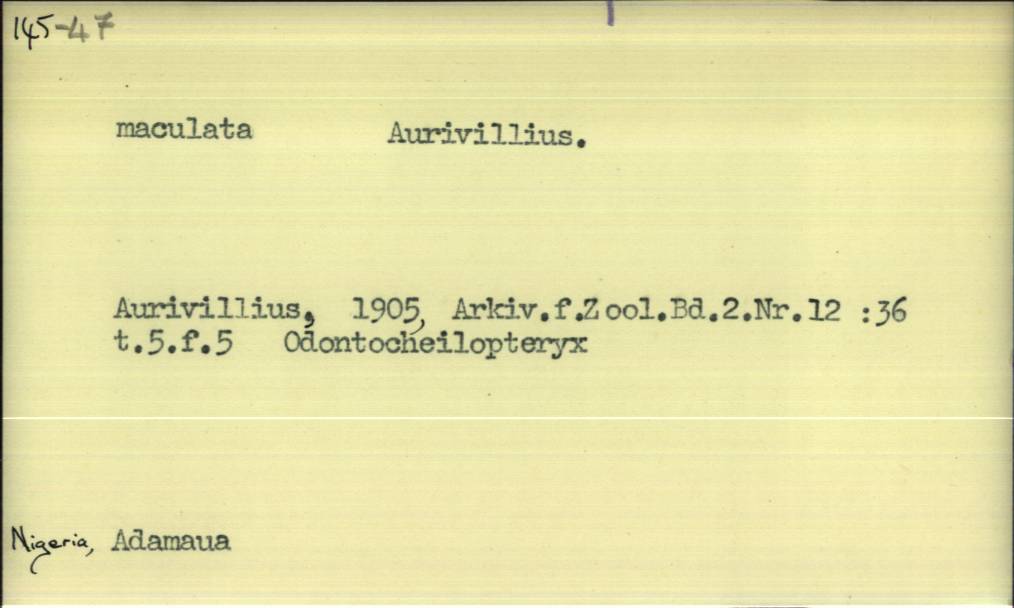 145-47
maculata Aurivillius.
Aurivillius, 1905, Arkiv.f.Zool.Bd.2.Nr.12 :36
t.5.f.5 Odontocheilopteryx
Nigeria, Adamaua